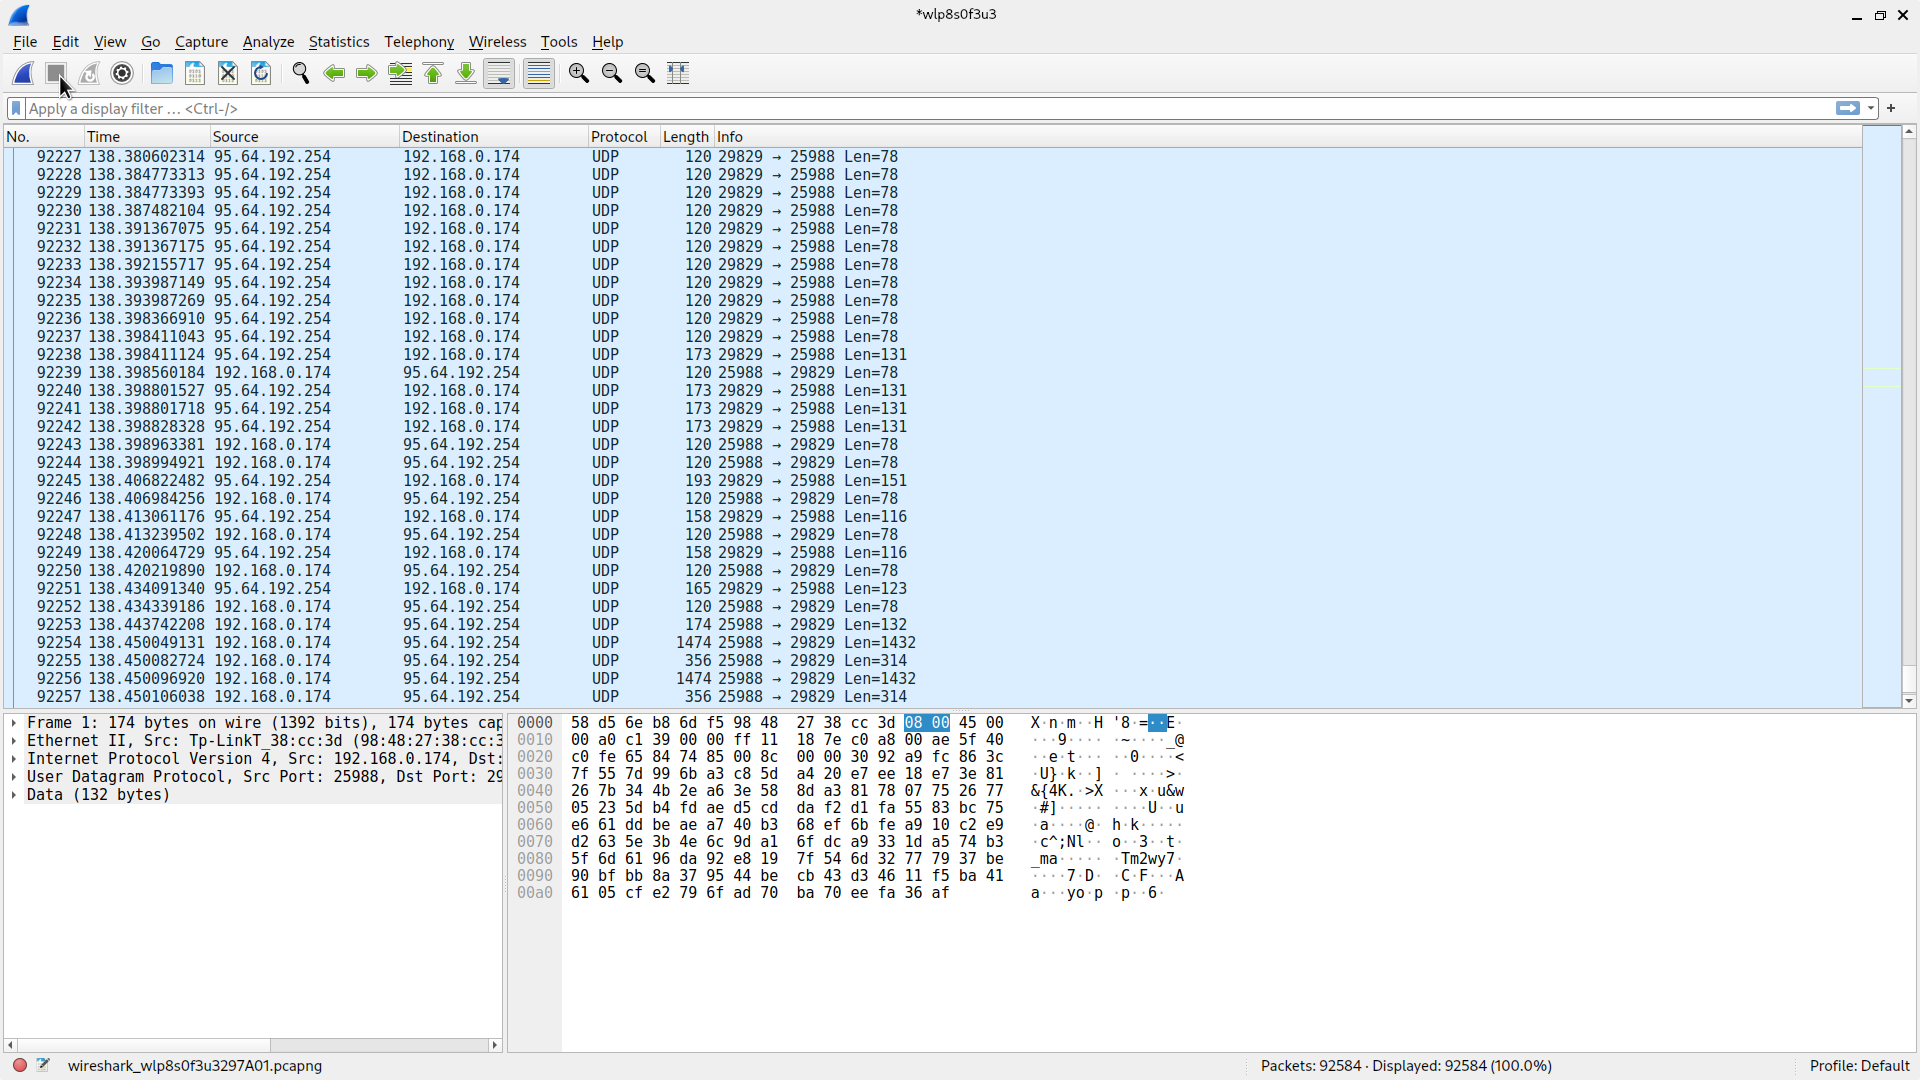 *wlp8s0f3u3
File Edit View Go Capture Analyze Statistics Telephony Wireless Tools Help
Apply a display filter … <Ctrl-/>
No. Time Source Destination Protocol Length Info
92227 138.380602314 95.64.192.254 192.168.0.174 UDP 120 29829 → 25988 Len=78
92228 138.384773313 95.64.192.254 192.168.0.174 UDP 120 29829 → 25988 Len=78
92229 138.384773393 95.64.192.254 192.168.0.174 UDP 120 29829 → 25988 Len=78
92230 138.387482104 95.64.192.254 192.168.0.174 UDP 120 29829 → 25988 Len=78
92231 138.391367075 95.64.192.254 192.168.0.174 UDP 120 29829 → 25988 Len=78
92232 138.391367175 95.64.192.254 192.168.0.174 UDP 120 29829 → 25988 Len=78
92233 138.392155717 95.64.192.254 192.168.0.174 UDP 120 29829 → 25988 Len=78
92234 138.393987149 95.64.192.254 192.168.0.174 UDP 120 29829 → 25988 Len=78
92235 138.393987269 95.64.192.254 192.168.0.174 UDP 120 29829 → 25988 Len=78
92236 138.398366910 95.64.192.254 192.168.0.174 UDP 120 29829 → 25988 Len=78
92237 138.398411043 95.64.192.254 192.168.0.174 UDP 120 29829 → 25988 Len=78
92238 138.398411124 95.64.192.254 192.168.0.174 UDP 173 29829 → 25988 Len=131
92239 138.398560184 192.168.0.174 95.64.192.254 UDP 120 25988 → 29829 Len=78
92240 138.398801527 95.64.192.254 192.168.0.174 UDP 173 29829 → 25988 Len=131
92241 138.398801718 95.64.192.254 192.168.0.174 UDP 173 29829 → 25988 Len=131
92242 138.398828328 95.64.192.254 192.168.0.174 UDP 173 29829 → 25988 Len=131
92243 138.398963381 192.168.0.174 95.64.192.254 UDP 120 25988 → 29829 Len=78
92244 138.398994921 192.168.0.174 95.64.192.254 UDP 120 25988 → 29829 Len=78
92245 138.406822482 95.64.192.254 192.168.0.174 UDP 193 29829 → 25988 Len=151
92246 138.406984256 192.168.0.174 95.64.192.254 UDP 120 25988 → 29829 Len=78
92247 138.413061176 95.64.192.254 192.168.0.174 UDP 158 29829 → 25988 Len=116
92248 138.413239502 192.168.0.174 95.64.192.254 UDP 120 25988 → 29829 Len=78
92249 138.420064729 95.64.192.254 192.168.0.174 UDP 158 29829 → 25988 Len=116
92250 138.420219890 192.168.0.174 95.64.192.254 UDP 120 25988 → 29829 Len=78
92251 138.434091340 95.64.192.254 192.168.0.174 UDP 165 29829 → 25988 Len=123
92252 138.434339186 192.168.0.174 95.64.192.254 UDP 120 25988 → 29829 Len=78
92253 138.443742208 192.168.0.174 95.64.192.254 UDP 174 25988 → 29829 Len=132
92254 138.450049131 192.168.0.174 95.64.192.254 UDP 1474 25988 → 29829 Len=1432
92255 138.450082724 192.168.0.174 95.64.192.254 UDP 356 25988 → 29829 Len=314
92256 138.450096920 192.168.0.174 95.64.192.254 UDP 1474 25988 → 29829 Len=1432
92257 138.450106038 192.168.0.174 95.64.192.254 UDP 356 25988 → 29829 Len=314
Frame 1: 174 bytes on wire (1392 bits), 174 bytes cap
Ethernet II, Src: Tp-LinkT_38:cc:3d (98:48:27:38:cc:3
Internet Protocol Version 4, Src: 192.168.0.174, Dst:
User Datagram Protocol, Src Port: 25988, Dst Port: 29
Data (132 bytes)
0000 58 d5 6e b8 6d f5 98 48 27 38 cc 3d 08 00 45 00 X·n·m··H '8·=··E·
0010 00 a0 c1 39 00 00 ff 11 18 7e c0 a8 00 ae 5f 40 ···9···· ·~····_@
0020 c0 fe 65 84 74 85 00 8c 00 00 30 92 a9 fc 86 3c ··e·t··· ··0····<
0030 7f 55 7d 99 6b a3 c8 5d a4 20 e7 ee 18 e7 3e 81 ·U}·k··] · ····>·
0040 26 7b 34 4b 2e a6 3e 58 8d a3 81 78 07 75 26 77 &{4K.·>X ···x·u&w
0050 05 23 5d b4 fd ae d5 cd da f2 d1 fa 55 83 bc 75 ·#]····· ····U··u
0060 e6 61 dd be ae a7 40 b3 68 ef 6b fe a9 10 c2 e9 ·a····@· h·k·····
0070 d2 63 5e 3b 4e 6c 9d a1 6f dc a9 33 1d a5 74 b3 ·c^;Nl·· o··3··t·
0080 5f 6d 61 96 da 92 e8 19 7f 54 6d 32 77 79 37 be _ma····· ·Tm2wy7·
0090 90 bf bb 8a 37 95 44 be cb 43 d3 46 11 f5 ba 41 ····7·D· ·C·F···A
00a0 61 05 cf e2 79 6f ad 70 ba 70 ee fa 36 af a···yo·p ·p··6·
wireshark_wlp8s0f3u3297A01.pcapng
Packets: 92584 · Displayed: 92584 (100.0%)
Profile: Default